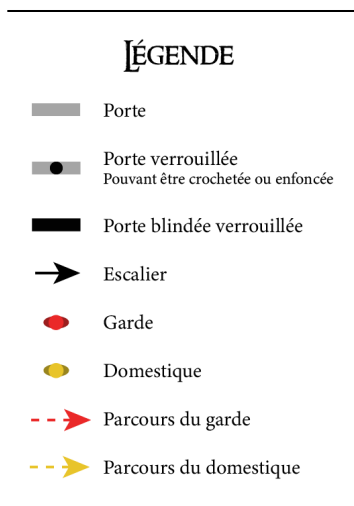 LÉGENDE
Porte
Porte verrouillée
Pouvant être crochetée ou enfoncée
Porte blindée verrouillée
Escalier
Garde
Domestique
Parcours du garde
Parcours du domestique